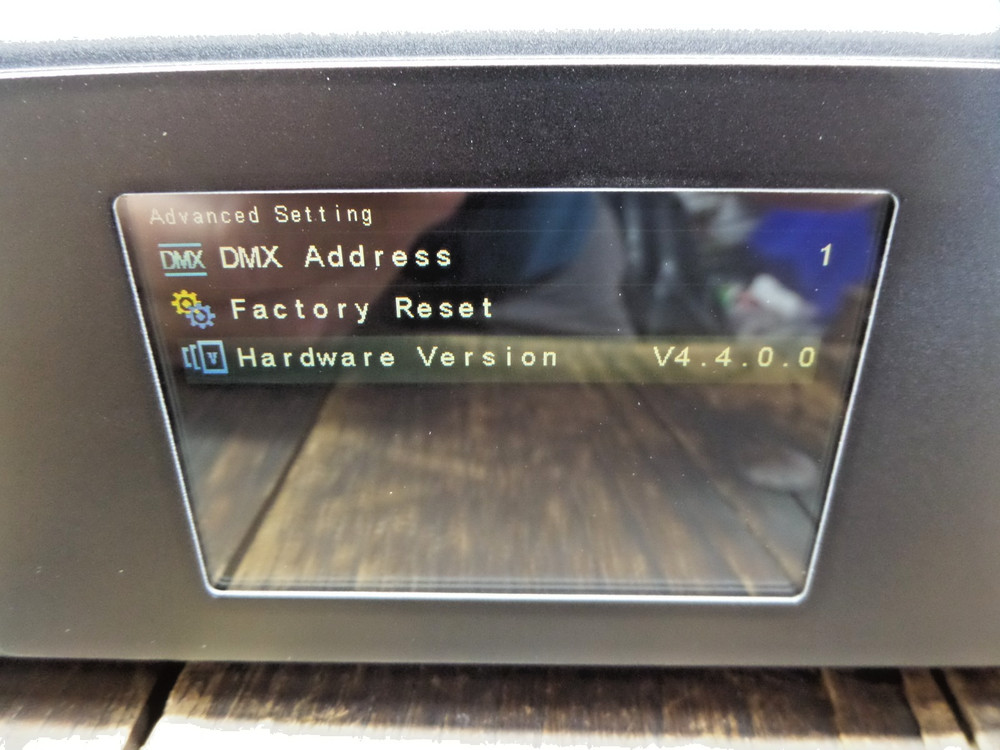 Advanced Setting
DMX DMX Address 1
Factory Reset
V Hardware Version V4.4.0.0